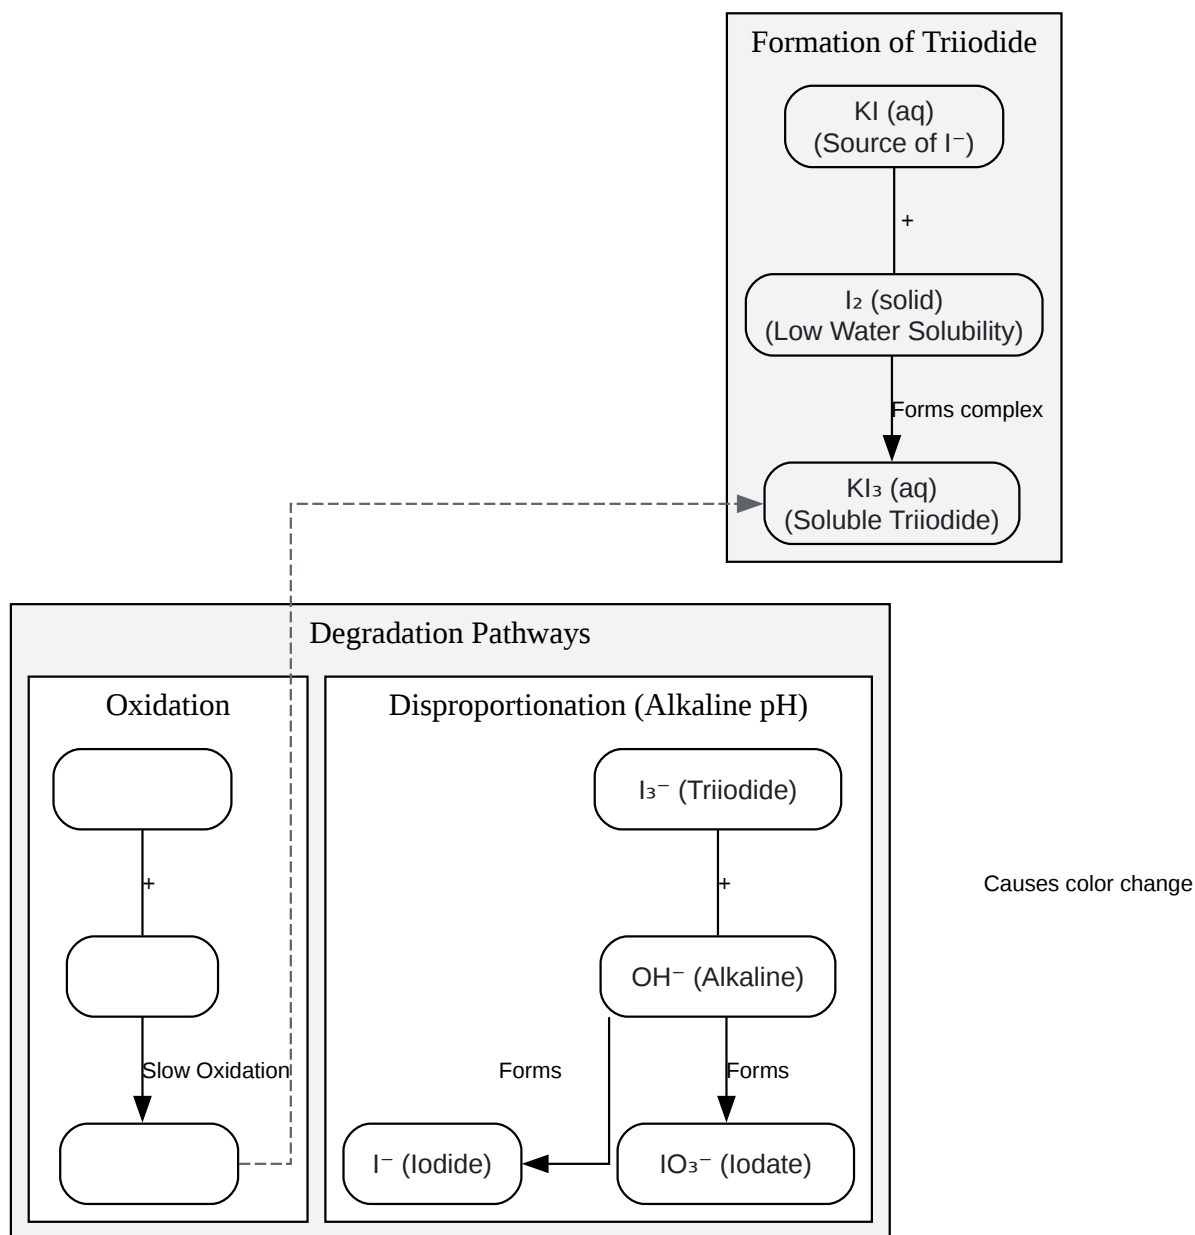 Formation of Triiodide
KI (aq)
(Source of I⁻)
+
I₂ (solid)
(Low Water Solubility)
Forms complex
KI₃ (aq)
(Soluble Triiodide)
Degradation Pathways
Oxidation
+
Slow Oxidation
Disproportionation (Alkaline pH)
I₃⁻ (Triiodide)
+
OH⁻ (Alkaline)
Forms
Forms
I⁻ (Iodide)
IO₃⁻ (Iodate)
Causes color change